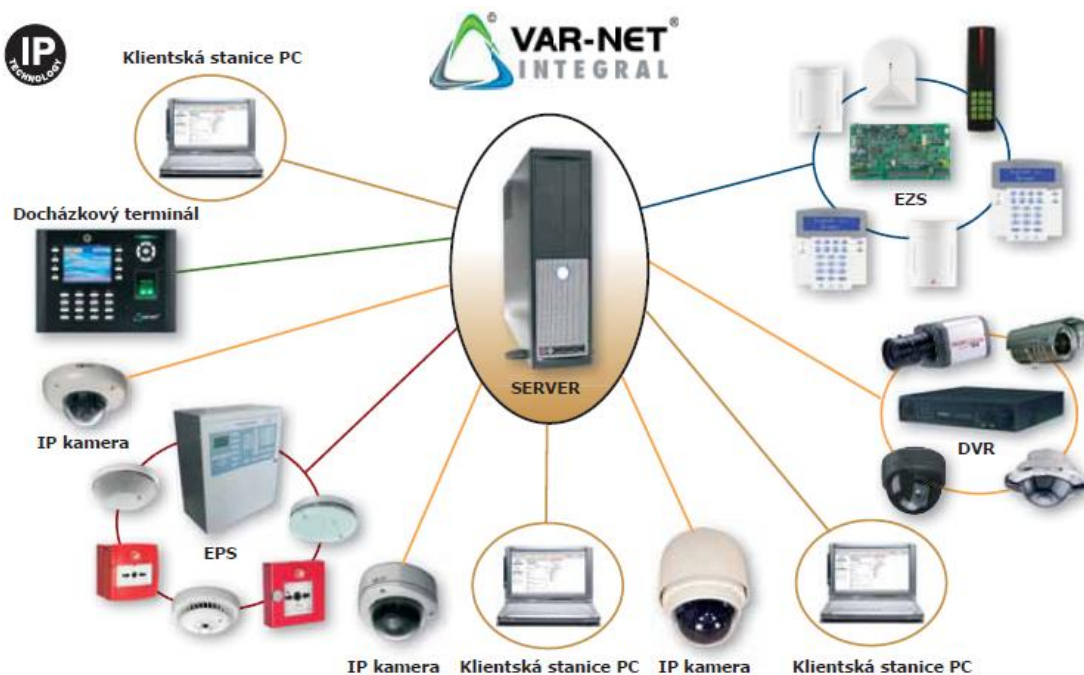 IP
TECHNOLOGY
Klientská stanice PC
©
VAR-NET®
INTEGRAL
Docházkový terminál
EZS
SERVER
IP kamera
DVR
EPS
IP kamera
Klientská stanice PC
IP kamera
Klientská stanice PC